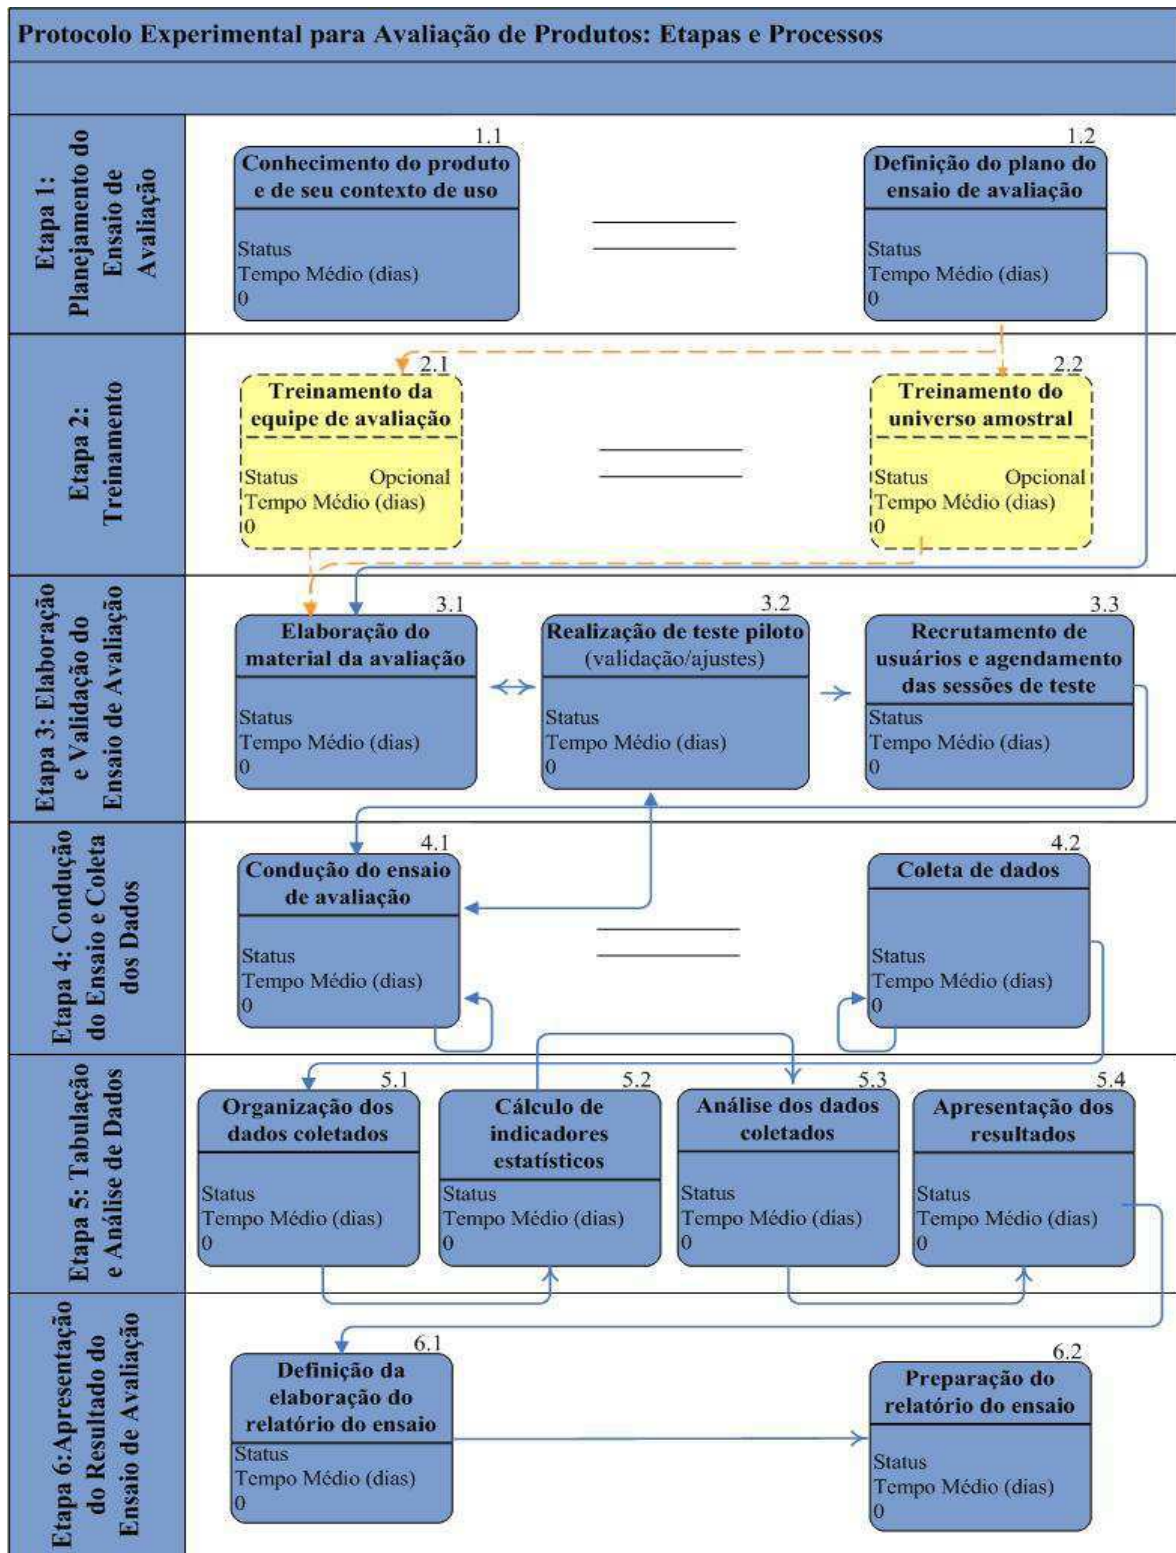 Protocolo Experimental para Avaliação de Produtos: Etapas e Processos
Etapa 1:
Planejamento do
Ensaio de
Avaliação
1.1
Conhecimento do produto
e de seu contexto de uso
Status
Tempo Médio (dias)
0
1.2
Definição do plano do
ensaio de avaliação
Status
Tempo Médio (dias)
0
Etapa 2:
Treinamento
2.1
Treinamento da
equipe de avaliação
Status Opcional
Tempo Médio (dias)
0
2.2
Treinamento do
universo amostral
Status Opcional
Tempo Médio (dias)
0
Etapa 3: Elaboração
e Validação do
Ensaio de Avaliação
3.1
Elaboração do
material da avaliação
Status
Tempo Médio (dias)
0
3.2
Realização de teste piloto
(validação/ajustes)
Status
Tempo Médio (dias)
0
3.3
Recrutamento de
usuários e agendamento
das sessões de teste
Status
Tempo Médio (dias)
0
Etapa 4: Condução
do Ensaio e Coleta
dos Dados
4.1
Condução do ensaio
de avaliação
Status
Tempo Médio (dias)
0
4.2
Coleta de dados
Status
Tempo Médio (dias)
0
Etapa 5: Tabulação
e Análise de Dados
5.1
Organização dos
dados coletados
Status
Tempo Médio (dias)
0
5.2
Cálculo de
indicadores
estatísticos
Status
Tempo Médio (dias)
0
5.3
Análise dos dados
coletados
Status
Tempo Médio (dias)
0
5.4
Apresentação dos
resultados
Status
Tempo Médio (dias)
0
Etapa 6:Apresentação
do Resultado do
Ensaio de Avaliação
6.1
Definição da
elaboração do
relatório do ensaio
Status
Tempo Médio (dias)
0
6.2
Preparação do
relatório do ensaio
Status
Tempo Médio (dias)
0